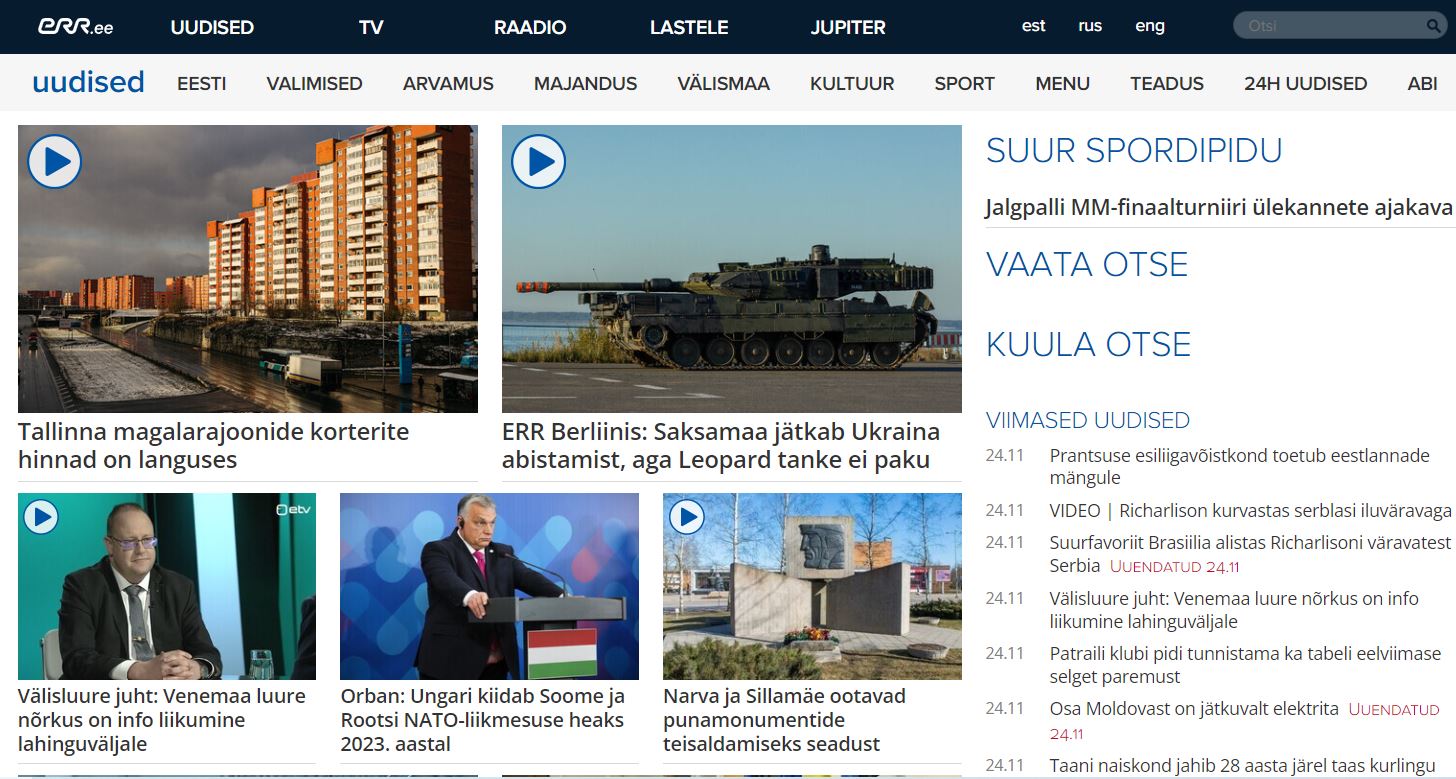 err.ee
UUDISED
TV
RAADIO
LASTELE
JUPITER
est
rus
eng
Otsi
uudised
EESTI
VALIMISED
ARVAMUS
MAJANDUS
VÄLISMAA
KULTUUR
SPORT
MENU
TEADUS
24H UUDISED
ABI
Tallinna magalarajoonide korterite
hinnad on languses
ERR Berliinis: Saksamaa jätkab Ukraina
abistamist, aga Leopard tanke ei paku
etv
Välisluure juht: Venemaa luure
nõrkus on info liikumine
lahinguväljale
Orban: Ungari kiidab Soome ja
Rootsi NATO-liikmesuse heaks
2023. aastal
Narva ja Sillamäe ootavad
punamonumentide
teisaldamiseks seadust
SUUR SPORDIPIDU
Jalgpalli MM-finaalturniiri ülekannete ajakava
VAATA OTSE
KUULA OTSE
VIIMASED UUDISED
24.11 Prantsuse esiliigavõistkond toetub eestlannade
mängule
24.11 VIDEO | Richarlison kurvastas serblasi iluväravaga
24.11 Suurfavoriit Brasiilia alistas Richarlisoni väravatest
Serbia UUENDATUD 24.11
24.11 Välisluure juht: Venemaa luure nõrkus on info
liikumine lahinguväljale
24.11 Patraili klubi pidi tunnistama ka tabeli eelviimase
selget paremust
24.11 Osa Moldovast on jätkuvalt elektrita UUENDATUD
24.11
24.11 Taani naiskond jahib 28 aasta järel taas kurlingu